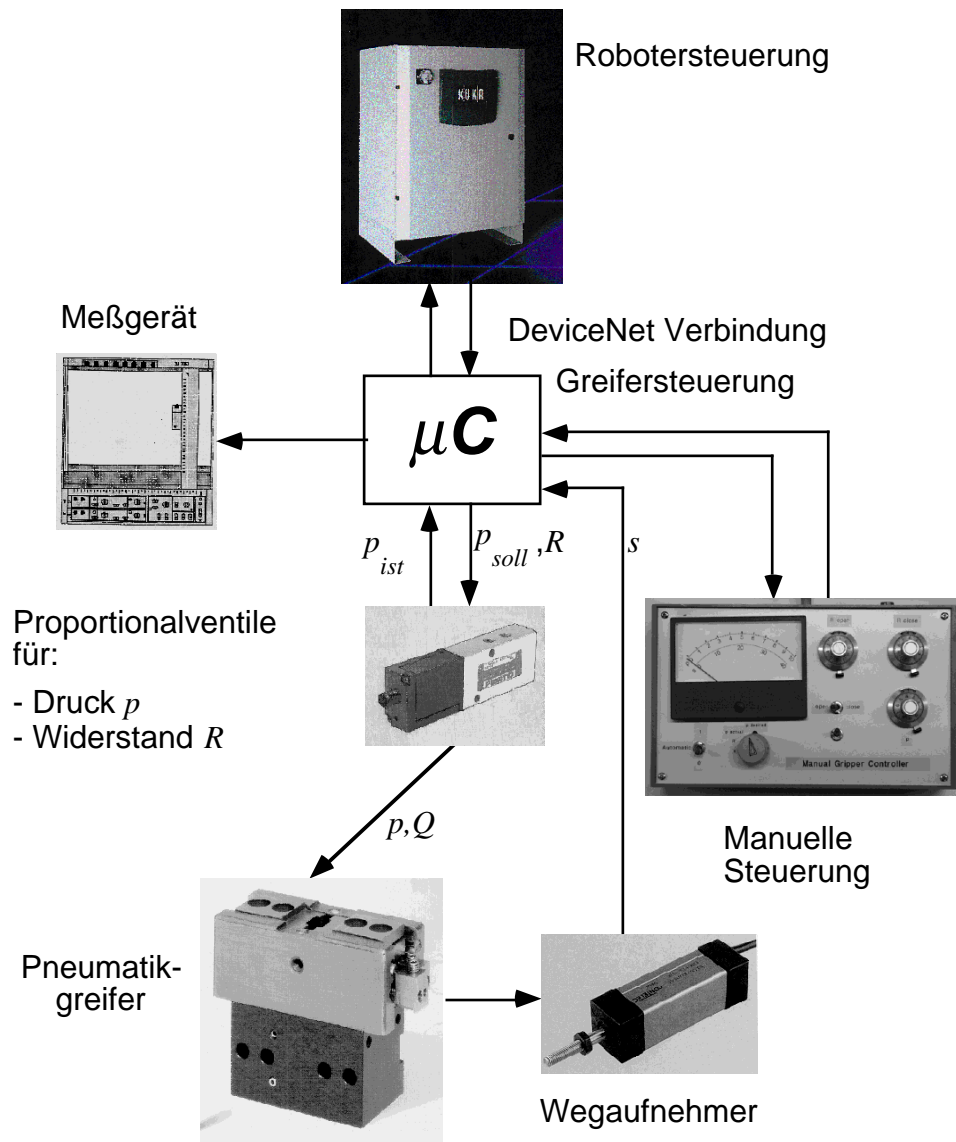 Robotersteuerung
KUKA
Meßgerät
DeviceNet Verbindung
Greifersteuerung
μC
p_ist
p_soll,R
s
Proportionalventile
für:
- Druck p
- Widerstand R
p,Q
Manual Gripper Controller
Manuelle
Steuerung
Pneumatik-
greifer
Wegaufnehmer